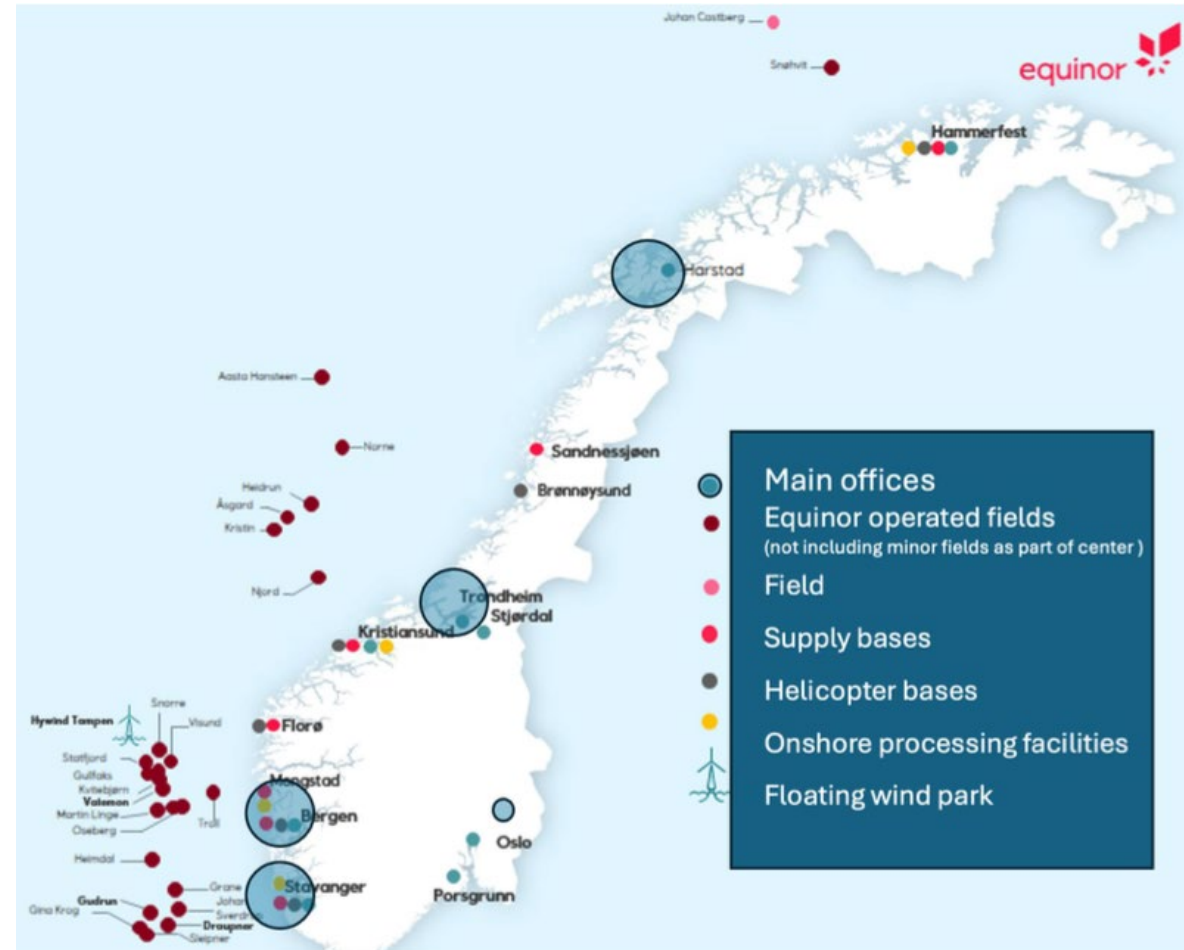 Johan Castberg
Snøhvit
equinor
Hammerfest
Harstad
Aasta Hansteen
Norne
Heidrun
Åsgard
Kristin
Njord
Sandnessjøen
Brønnøysund
Trondheim
Stjørdal
Kristiansund
Main offices
Equinor operated fields
(not including minor fields as part of center )
Field
Supply bases
Helicopter bases
Onshore processing facilities
Floating wind park
Snorre
Hywind Tampen
Visund
Florø
Statfjord
Gullfaks
Kvitebjørn
Valemon
Martin Linge
Oseberg
Troll
Mongstad
Bergen
Oslo
Heimdal
Grane
Gudrun
Johan
Sverdrup
Gina Krog
Draupner
Sleipner
Stavanger
Porsgrunn